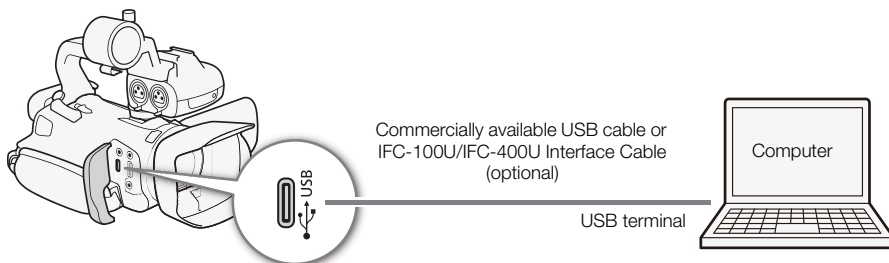 Commercially available USB cable or
IFC-100U/IFC-400U Interface Cable
(optional)
Computer
USB
USB terminal